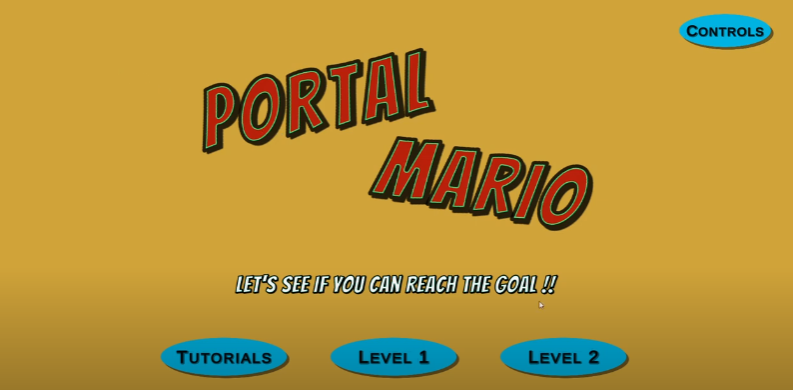 CONTROLS
PORTAL
MARIO
LET'S SEE IF YOU CAN REACH THE GOAL !!
TUTORIALS
LEVEL 1
LEVEL 2